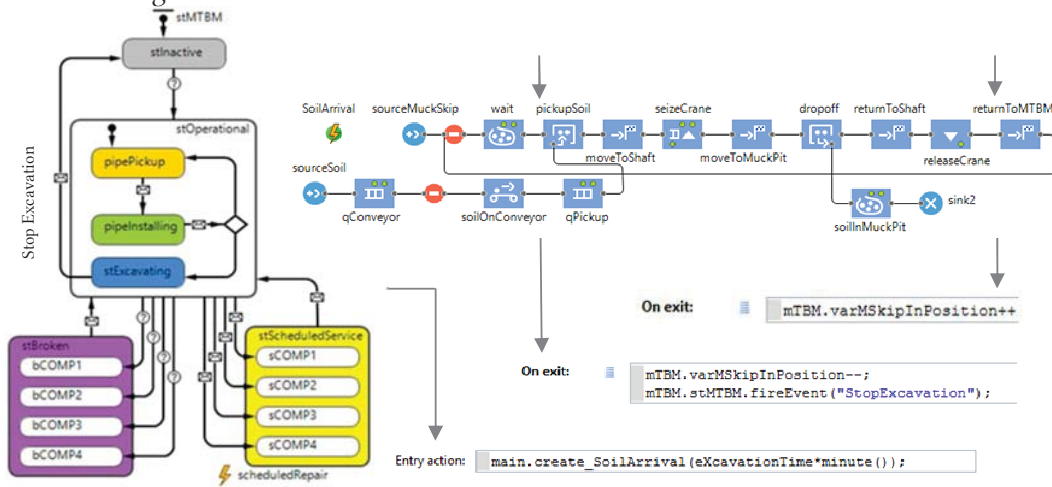 stMTBM
stInactive
stOperational
pipePickup
pipeInstalling
stExcavating
Stop Excavation
stBroken
bCOMP1
bCOMP2
bCOMP3
bCOMP4
stScheduledService
sCOMP1
sCOMP2
sCOMP3
sCOMP4
scheduledRepair
SoilArrival
sourceMuckSkip
wait
pickupSoil
seizeCrane
dropoff
returnToShaft
returnToMTBM
moveToShaft
moveToMuckPit
releaseCrane
sourceSoil
qConveyor
soilOnConveyor
qPickup
soilInMuckPit
sink2
On exit:
mTBM.varMSkipInPosition++
On exit:
mTBM.varMSkipInPosition--;
mTBM.stMTBM.fireEvent("StopExcavation");
Entry action:
main.create_SoilArrival(eXcavationTime*minute());